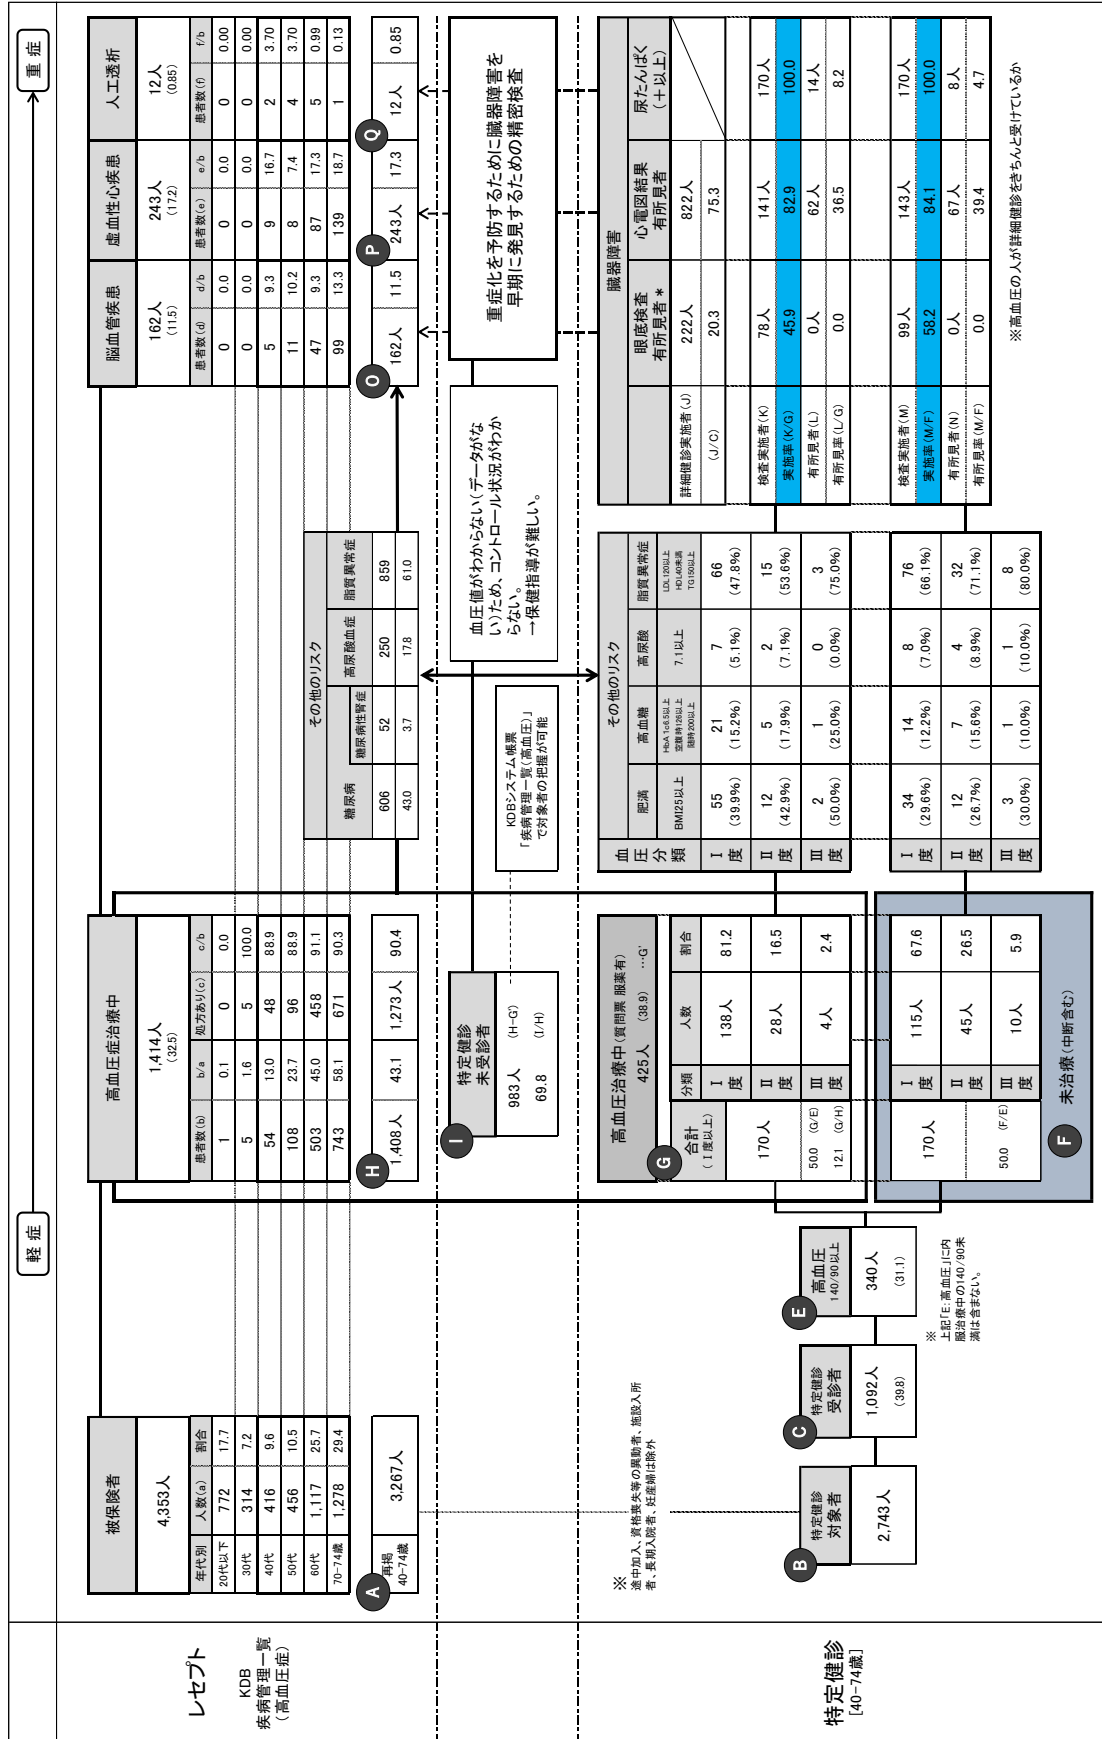 軽症
重症
レセプト
KDB
疾病管理一覧
（高血圧症）
被保険者
4,353人
年代別 人数(a) 割合
20代以下 772 17.7
30代 314 7.2
40代 416 9.6
50代 456 10.5
60代 1,117 25.7
70-74歳 1,278 29.4
A
再掲
40-74歳
3,267人
高血圧症治療中
1,414人
(32.5)
患者数(b) b/a 処方あり(c) c/b
1 0.1 0 0.0
5 1.6 5 100.0
54 13.0 48 88.9
108 23.7 96 88.9
503 45.0 458 91.1
743 58.1 671 90.3
H
1,408人 43.1 1,273人 90.4
その他のリスク
糖尿病 糖尿病性腎症 高尿酸血症 脂質異常症
606 52 250 859
43.0 3.7 17.8 61.0
脳血管疾患 虚血性心疾患 人工透析
162人 243人 12人
(11.5) (17.2) (0.85)
患者数(d) d/b 患者数(e) e/b 患者数(f) f/b
0 0.0 0 0.0 0 0.00
0 0.0 0 0.0 0 0.00
5 9.3 9 16.7 2 3.70
11 10.2 8 7.4 4 3.70
47 9.3 87 17.3 5 0.99
99 13.3 139 18.7 1 0.13
O P Q
162人 11.5 243人 17.3 12人 0.85
I
特定健診
未受診者
983人 (H-G')
69.8 (I/H)
KDBシステム帳票
「疾病管理一覧(高血圧)」
で対象者の把握が可能
血圧値がわからない(データがな
い)ため、コントロール状況がわか
らない。
→保健指導が難しい。
重症化を予防するために臓器障害を
早期に発見するための精密検査
特定健診
[40-74歳]
※
途中加入、資格喪失等の異動者、施設入所
者、長期入院者、妊産婦は除外
B
特定健診
対象者
2,743人
C
特定健診
受診者
1,092人
(39.8)
E
高血圧
140/90以上
340人
(31.1)
※
上記「E:高血圧」に内
服治療中の140/90未
満は含まない。
高血圧治療中(質問票 服薬有)
425人 (38.9) …G'
G
合計
(Ⅰ度以上)
分類 人数 割合
170人
50.0 (G/E)
12.1 (G/H)
Ⅰ度 138人 81.2
Ⅱ度 28人 16.5
Ⅲ度 4人 2.4
170人
50.0 (F/E)
Ⅰ度 115人 67.6
Ⅱ度 45人 26.5
Ⅲ度 10人 5.9
F
未治療(中断含む)
血圧分類
その他のリスク
肥満 高血糖 高尿酸 脂質異常症
BMI25以上
HbA1c6.5以上
空腹時126以上
随時200以上
7.1以上
LDL120以上
HDL40未満
TG150以上
Ⅰ度 55 21 7 66
(39.9%) (15.2%) (5.1%) (47.8%)
Ⅱ度 12 5 2 15
(42.9%) (17.9%) (7.1%) (53.6%)
Ⅲ度 2 1 0 3
(50.0%) (25.0%) (0.0%) (75.0%)
Ⅰ度 34 14 8 76
(29.6%) (12.2%) (7.0%) (66.1%)
Ⅱ度 12 7 4 32
(26.7%) (15.6%) (8.9%) (71.1%)
Ⅲ度 3 1 1 8
(30.0%) (10.0%) (10.0%) (80.0%)
臓器障害
眼底検査
有所見者＊
心電図結果
有所見者
尿たんぱく
(＋以上)
詳細健診実施者(J) 222人 822人
(J/C) 20.3 75.3
検査実施者(K) 78人 141人 170人
実施率(K/G) 45.9 82.9 100.0
有所見者(L) 0人 62人 14人
有所見率(L/G) 0.0 36.5 8.2
検査実施者(M) 99人 143人 170人
実施率(M/F) 58.2 84.1 100.0
有所見者(N) 0人 67人 8人
有所見率(M/F) 0.0 39.4 4.7
※高血圧の人が詳細健診をきちんと受けているか